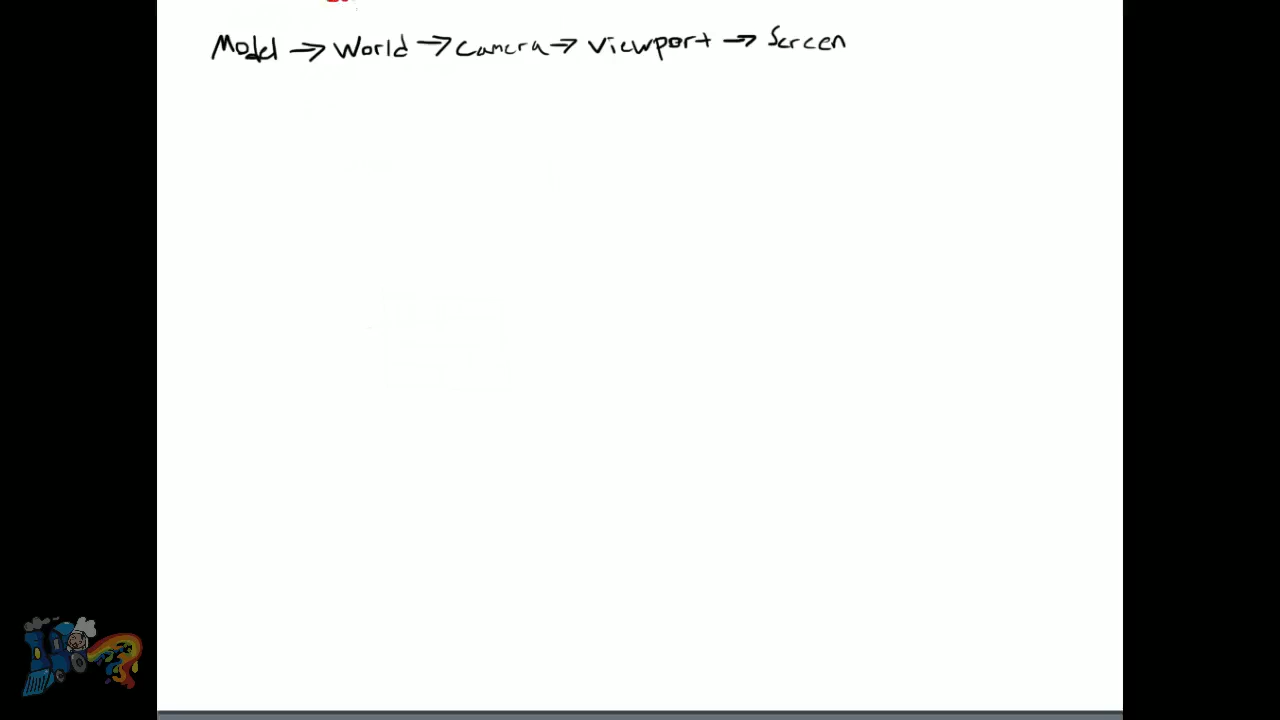 Model → World → Camera → Viewport → Screen